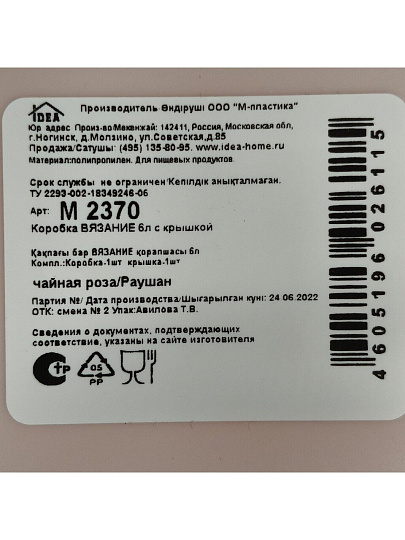 IDEA
Производитель Өндіруші ООО "М-пластика"
Юр адрес Произ-во/Мекенжай: 142411, Россия, Московская обл,
г.Ногинск, д.Молзино, ул.Советская,д.85
Продажа/Сатушы: (495) 135-80-95. www.idea-home.ru
Материал:полипропилен. Для пищевых продуктов.
Срок службы не ограничен/Кепілдік анықталмаған.
ТУ 2293-002-18349246-06
Арт: М 2370
Коробка ВЯЗАНИЕ 6л с крышкой
Қақпағы бар ВЯЗАНИЕ қорапшасы 6л
Компл.:Коробка-1шт крышка-1шт
чайная роза/Раушан
Партия №/ Дата производства/Шығарылған күні: 24.06.2022
ОТК: смена № 2 Упак:Авилова Т.В.
Сведения о документах, подтверждающих
соответствие, указаны на сайте изготовителя
05
PP
4605196026115